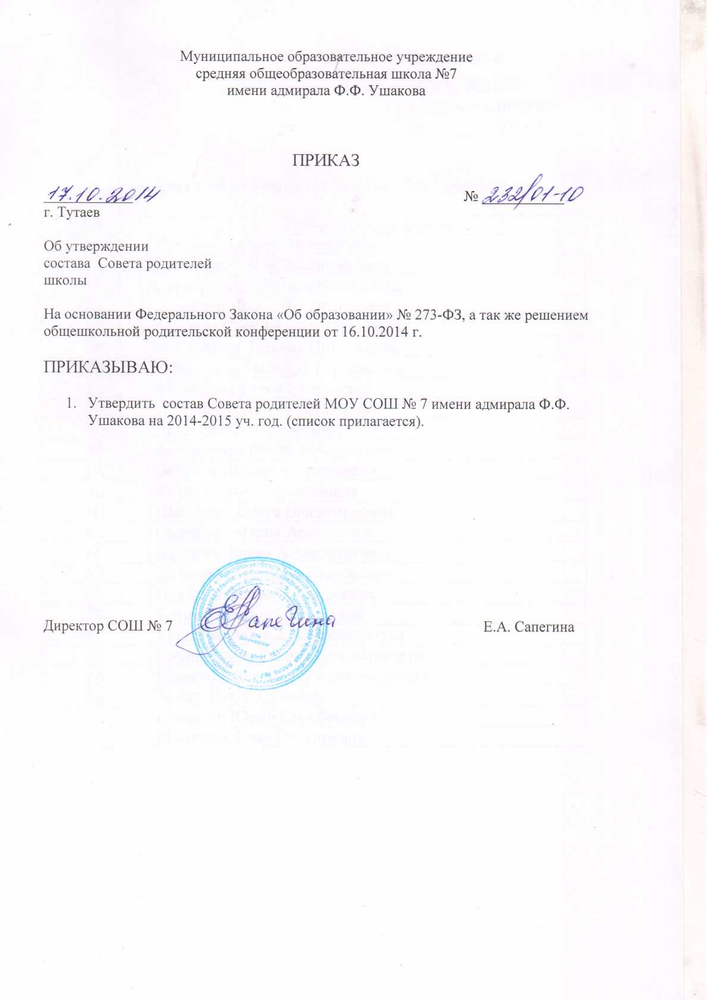 Муниципальное образовательное учреждение
средняя общеобразовательная школа №7
имени адмирала Ф.Ф. Ушакова
ПРИКАЗ
17.10.2014 № 232/01-10
г. Тутаев
Об утверждении
состава Совета родителей
школы
На основании Федерального Закона «Об образовании» № 273-ФЗ, а так же решением
общешкольной родительской конференции от 16.10.2014 г.
ПРИКАЗЫВАЮ:
1. Утвердить состав Совета родителей МОУ СОШ № 7 имени адмирала Ф.Ф.
Ушакова на 2014-2015 уч. год. (список прилагается).
Директор СОШ № 7 Сапегина Е.А. Сапегина
для
документов